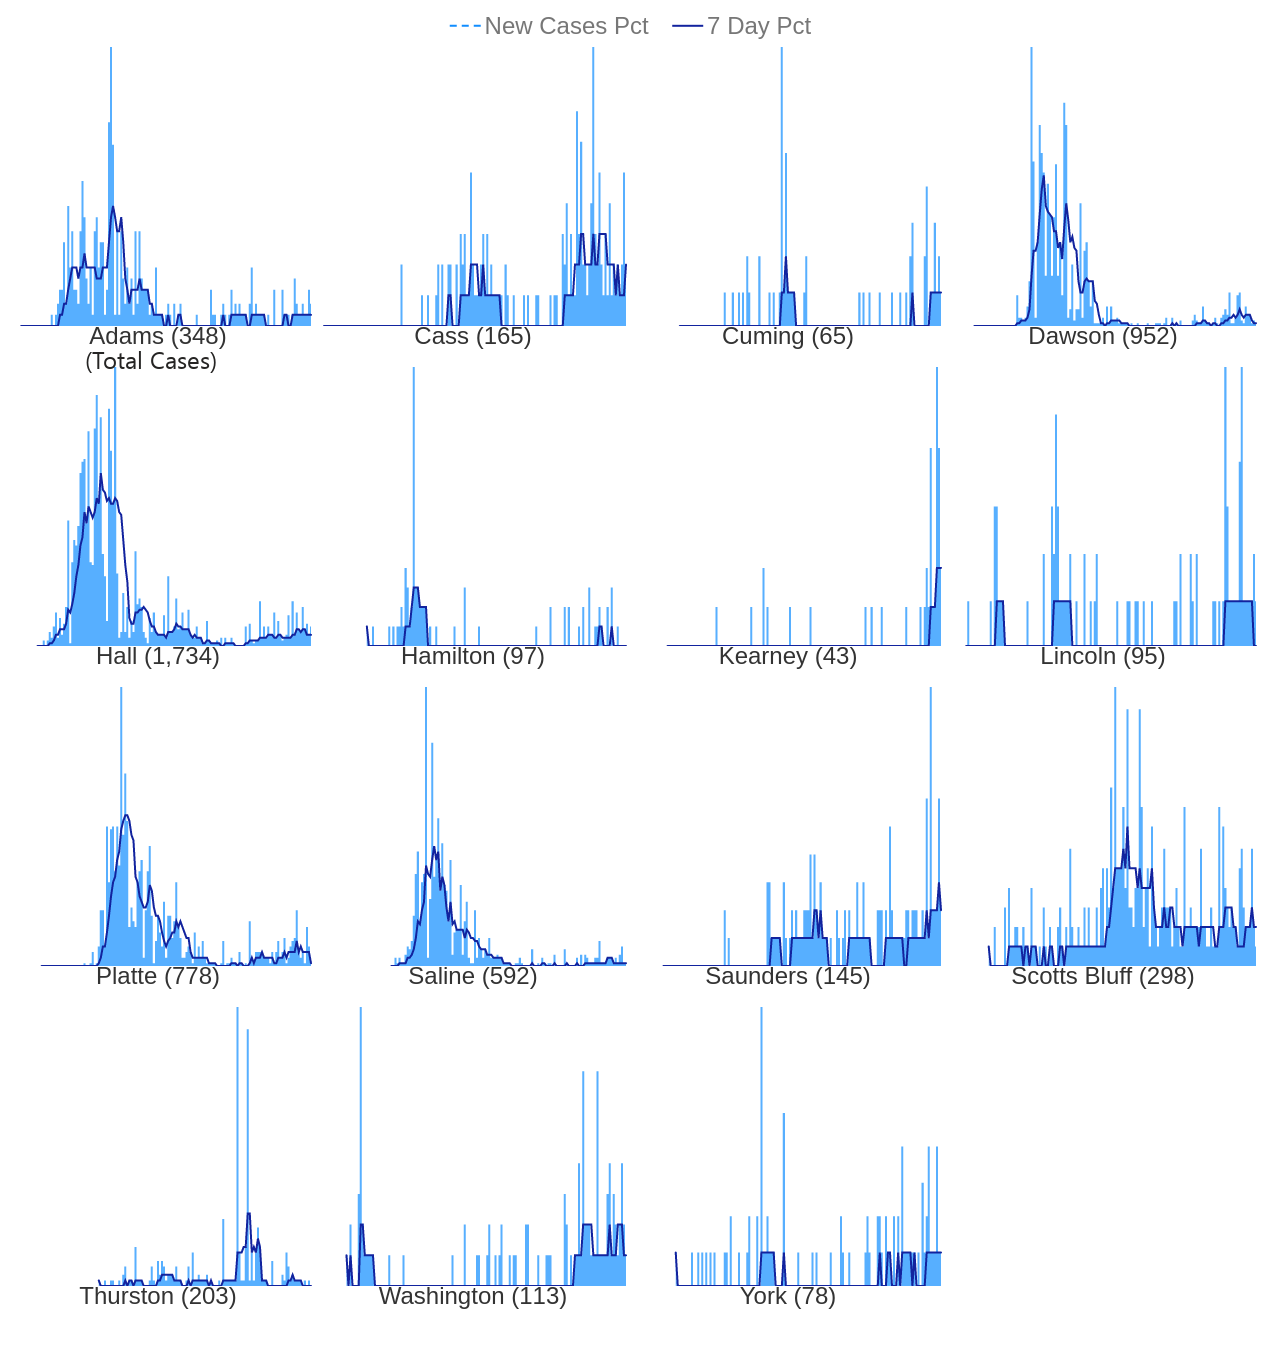 New Cases Pct 7 Day Pct
Adams (348) Cass (165) Cuming (65) Dawson (952)
(Total Cases)
Hall (1,734) Hamilton (97) Kearney (43) Lincoln (95)
Platte (778) Saline (592) Saunders (145) Scotts Bluff (298)
Thurston (203) Washington (113) York (78)